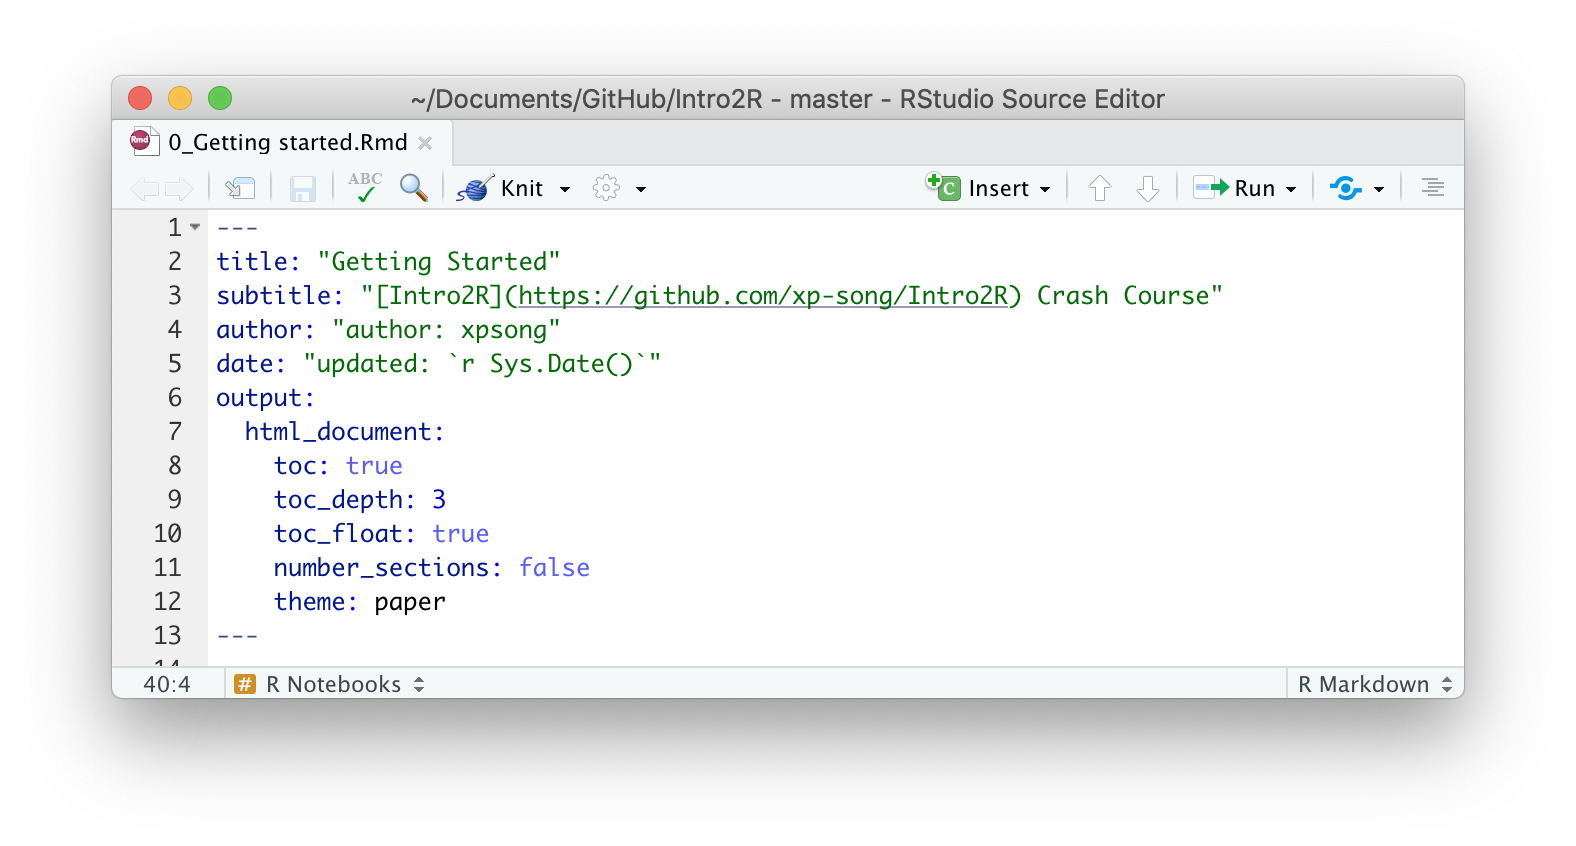 ~/Documents/GitHub/Intro2R - master - RStudio Source Editor
Rmd 0_Getting started.Rmd
ABC Knit C Insert Run
1 ---
2 title: "Getting Started"
3 subtitle: "[Intro2R](https://github.com/xp-song/Intro2R) Crash Course"
4 author: "author: xpsong"
5 date: "updated: `r Sys.Date()`"
6 output:
7   html_document:
8     toc: true
9     toc_depth: 3
10     toc_float: true
11     number_sections: false
12     theme: paper
13 ---
14
40:4 # R Notebooks R Markdown